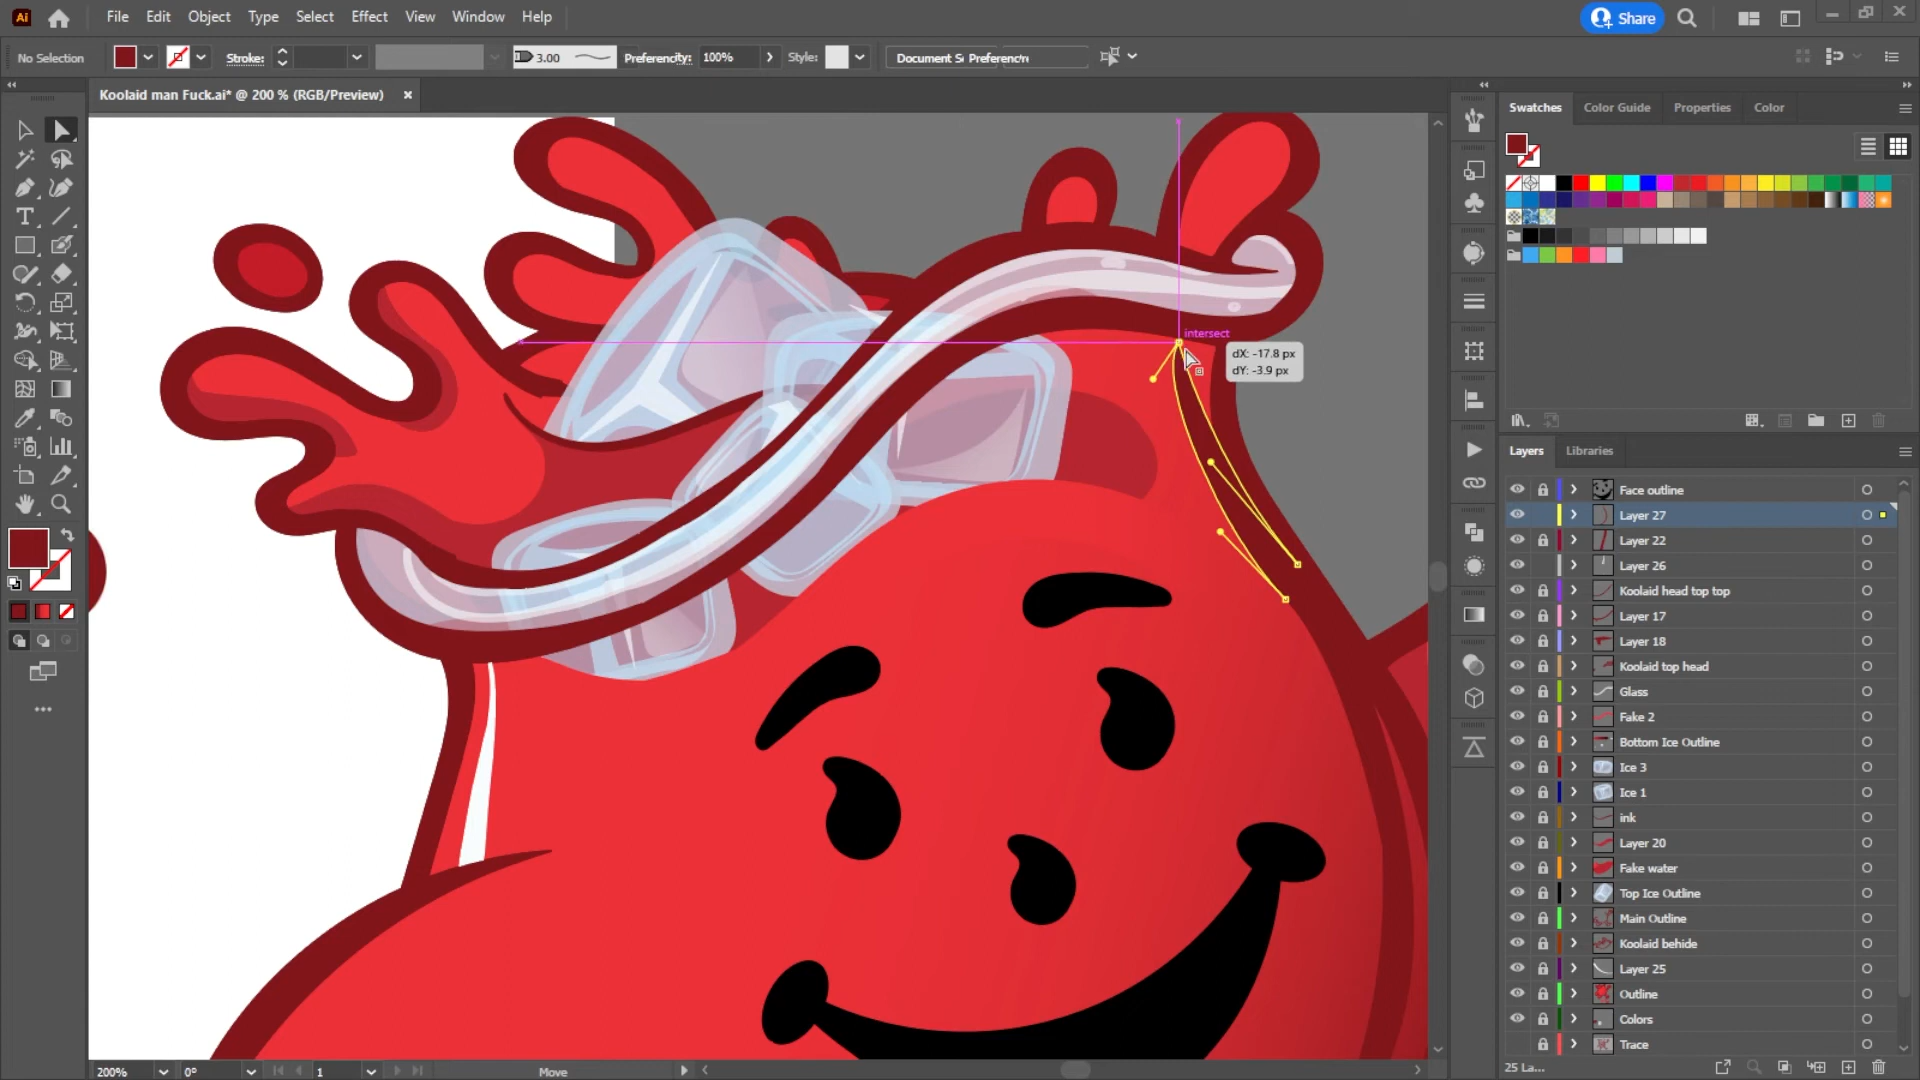 Ai File Edit Object Type Select Effect View Window Help Share
No Selection Stroke: 3.00 Preferencity: 100% Style: Document Si Preferenc/r
Koolaid man Fuck.ai* @ 200 % (RGB/Preview) ×
Swatches Color Guide Properties Color
intersect
dX: -17.8 px
dY: -3.9 px
Layers Libraries
Face outline
Layer 27
Layer 22
Layer 26
Koolaid head top top
Layer 17
Layer 18
Koolaid top head
Glass
Fake 2
Bottom Ice Outline
Ice 3
Ice 1
ink
Layer 20
Fake water
Top Ice Outline
Main Outline
Koolaid behide
Layer 25
Outline
Colors
Trace
25 La...
200% 0° 1 Move